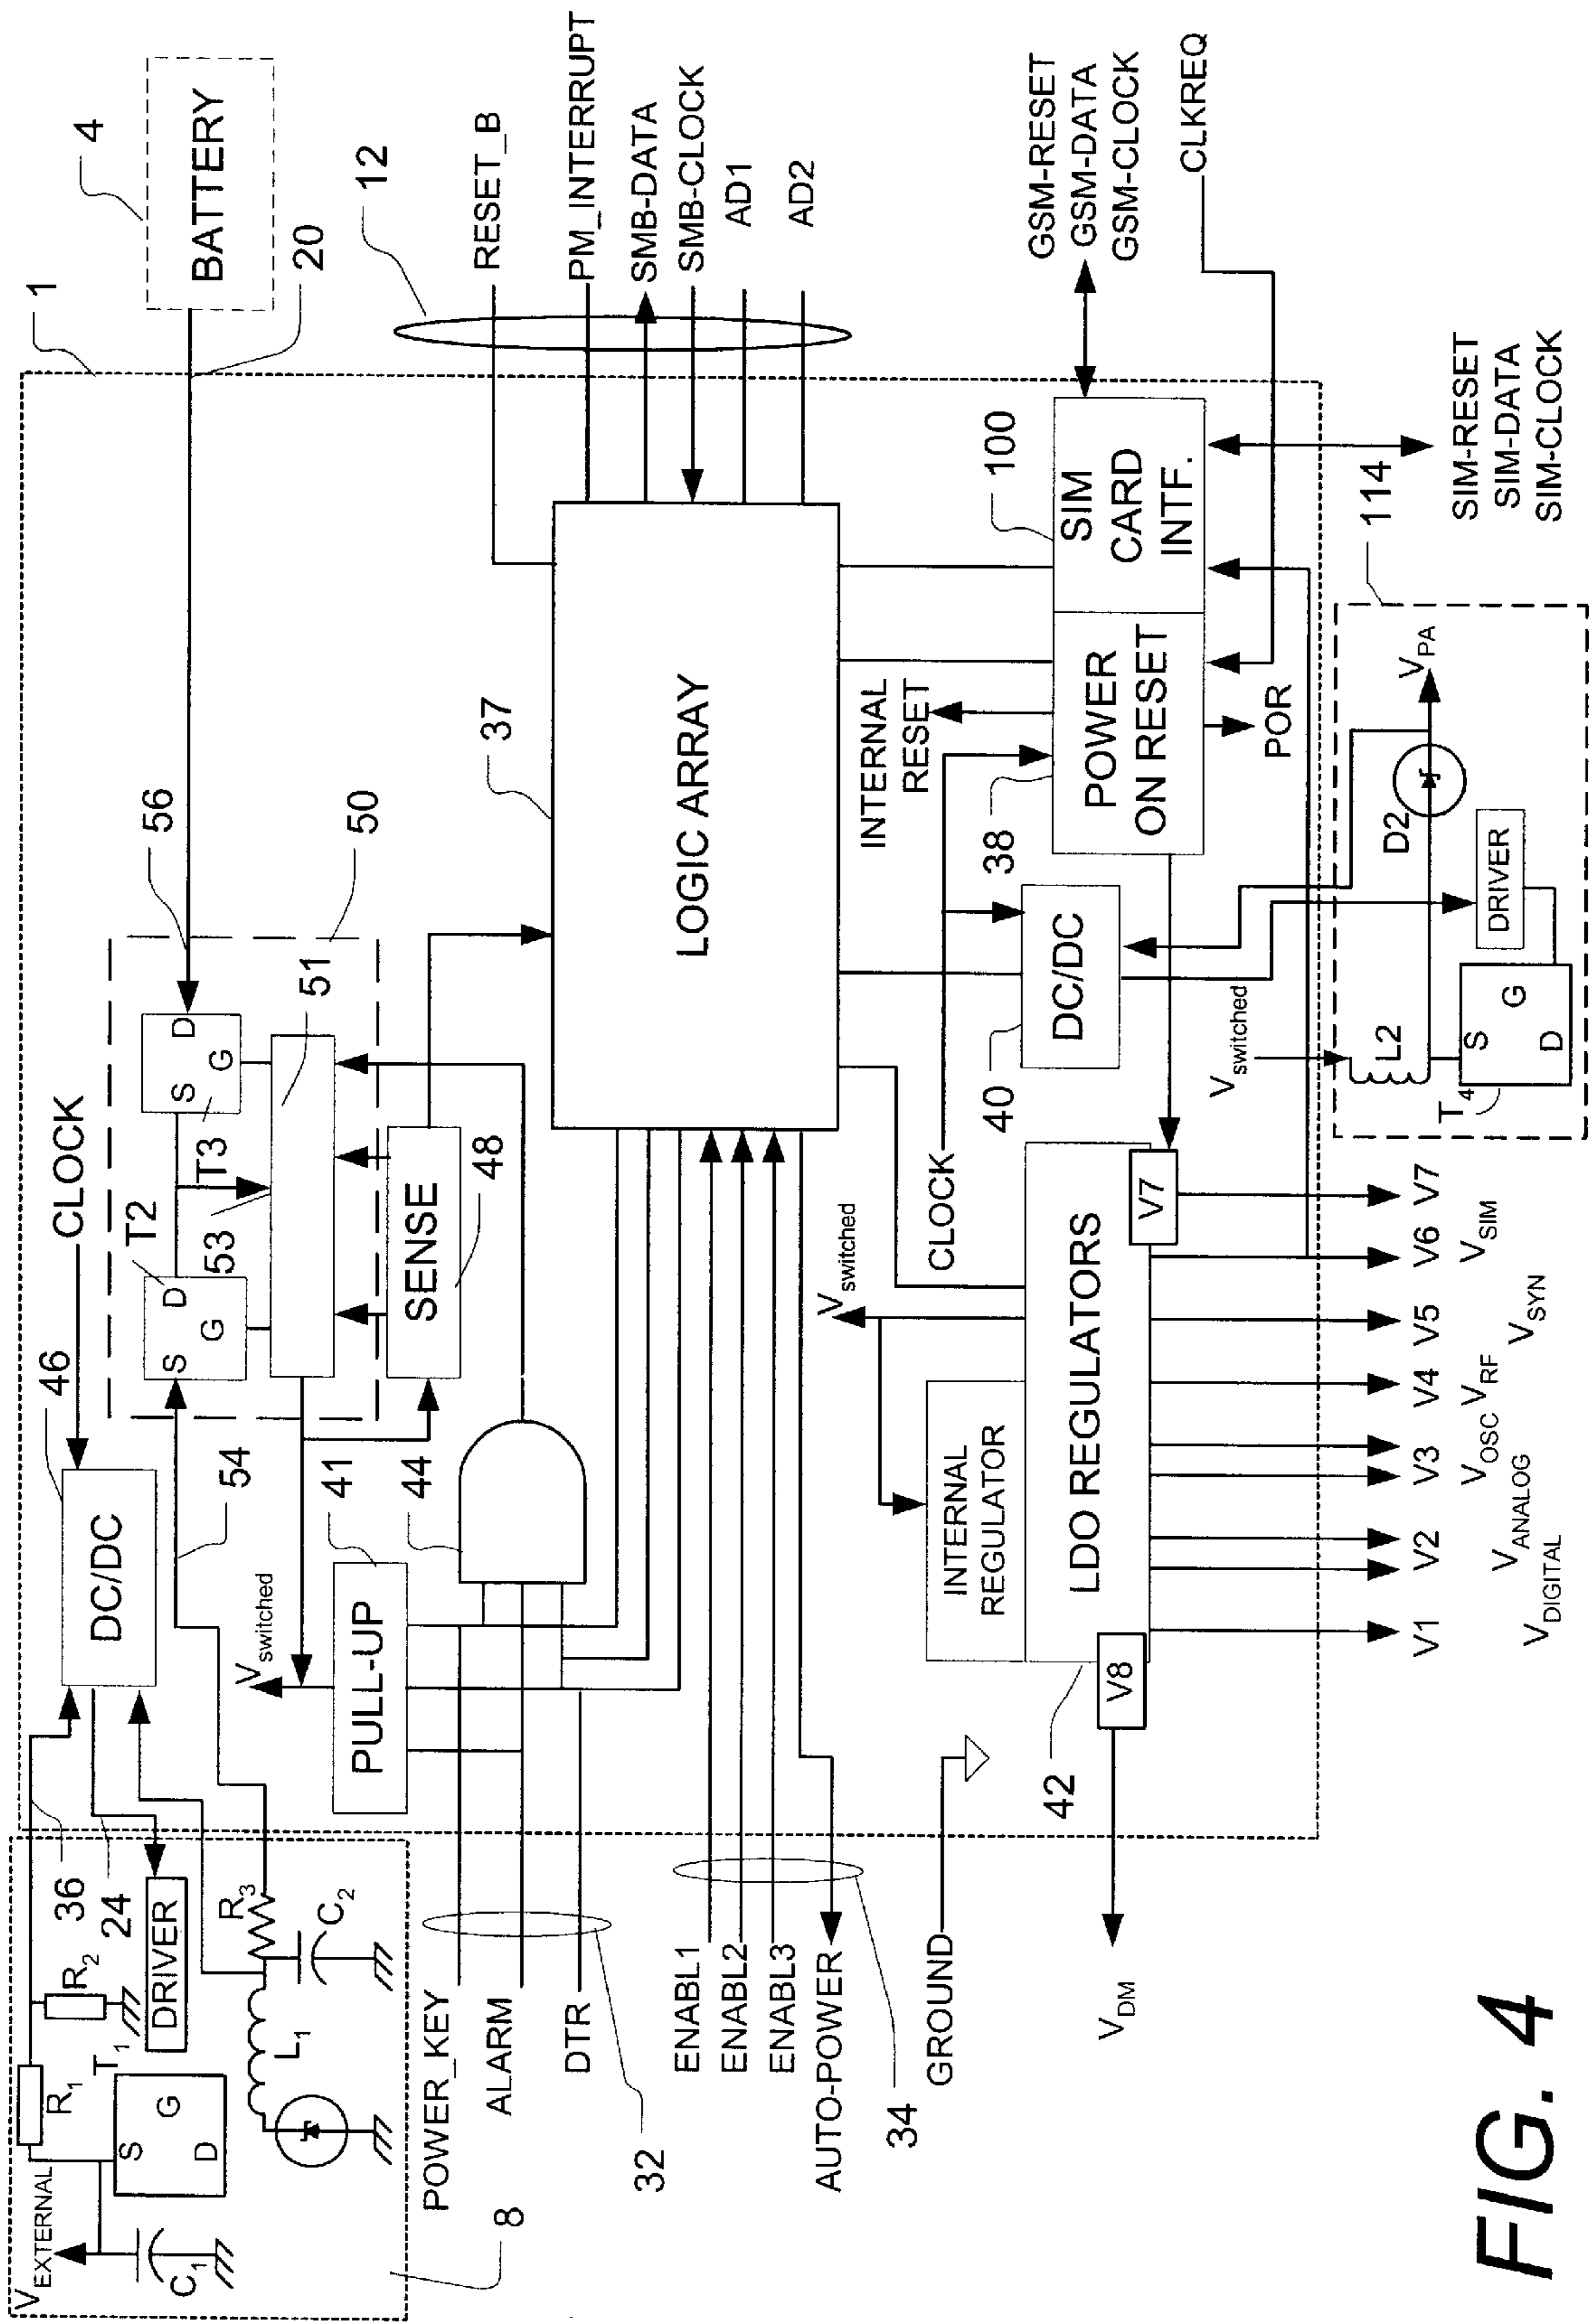 V EXTERNAL
C1
R1
S
G
D
T1
R2
36
24
DRIVER
L1
R3
C2
8
46
DC/DC
CLOCK
54
T2
S
D
G
53
T3
S
D
G
51
56
50
20
1
4
BATTERY
Vswitched
PULL-UP
41
44
SENSE
48
POWER_KEY
ALARM
DTR
32
ENABL1
ENABL2
ENABL3
AUTO-POWER
34
GROUND
37
LOGIC ARRAY
12
RESET_B
PM_INTERRUPT
SMB-DATA
SMB-CLOCK
AD1
AD2
Vswitched
CLOCK
INTERNAL
RESET
INTERNAL
REGULATOR
LDO REGULATORS
42
V8
V7
VDM
40
DC/DC
38
POWER
ON RESET
POR
100
SIM
CARD
INTF.
GSM-RESET
GSM-DATA
GSM-CLOCK
CLKREQ
V1
V2
V3
V4
V5
V6
V7
VDIGITAL
VANALOG
VOSC
VRF
VSYN
VSIM
Vswitched
L2
T4
S
G
D
DRIVER
D2
VPA
114
SIM-RESET
SIM-DATA
SIM-CLOCK
FIG. 4